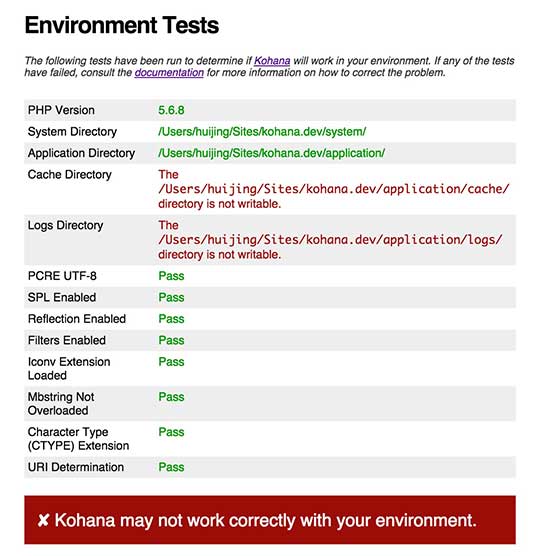 Environment Tests
The following tests have been run to determine if Kohana will work in your environment. If any of the tests
have failed, consult the documentation for more information on how to correct the problem.
PHP Version 5.6.8
System Directory /Users/huijing/Sites/kohana.dev/system/
Application Directory /Users/huijing/Sites/kohana.dev/application/
Cache Directory The
/Users/huijing/Sites/kohana.dev/application/cache/
directory is not writable.
Logs Directory The
/Users/huijing/Sites/kohana.dev/application/logs/
directory is not writable.
PCRE UTF-8 Pass
SPL Enabled Pass
Reflection Enabled Pass
Filters Enabled Pass
Iconv Extension Pass
Loaded
Mbstring Not Pass
Overloaded
Character Type Pass
(CTYPE) Extension
URI Determination Pass
✘ Kohana may not work correctly with your environment.